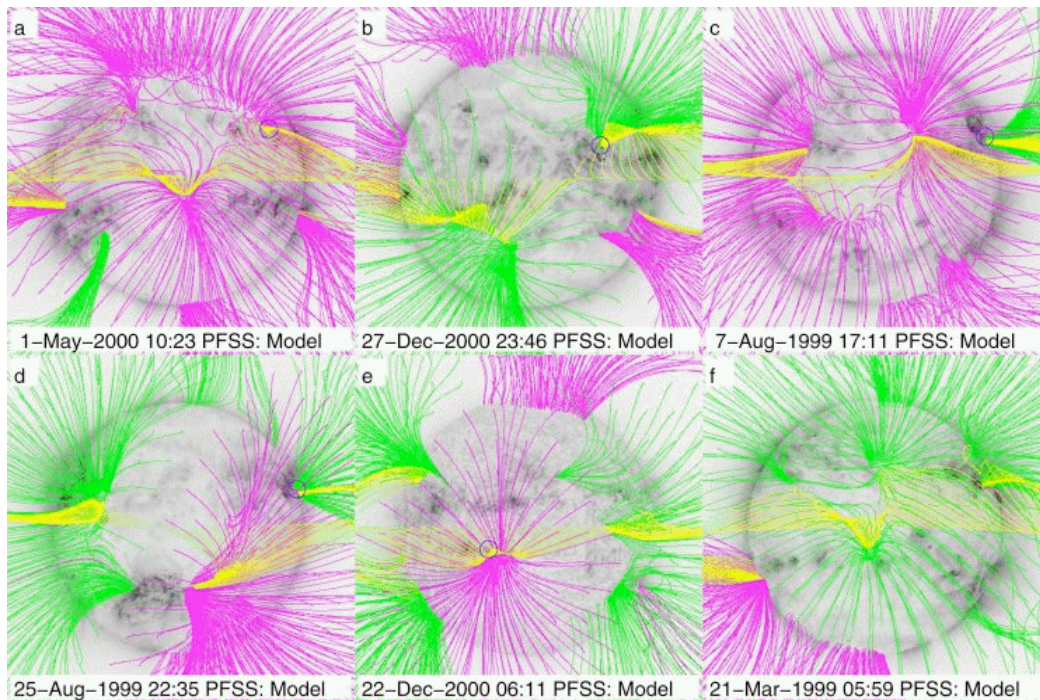 a
b
c
1-May-2000 10:23 PFSS: Model
27-Dec-2000 23:46 PFSS: Model
7-Aug-1999 17:11 PFSS: Model
d
e
f
25-Aug-1999 22:35 PFSS: Model
22-Dec-2000 06:11 PFSS: Model
21-Mar-1999 05:59 PFSS: Model